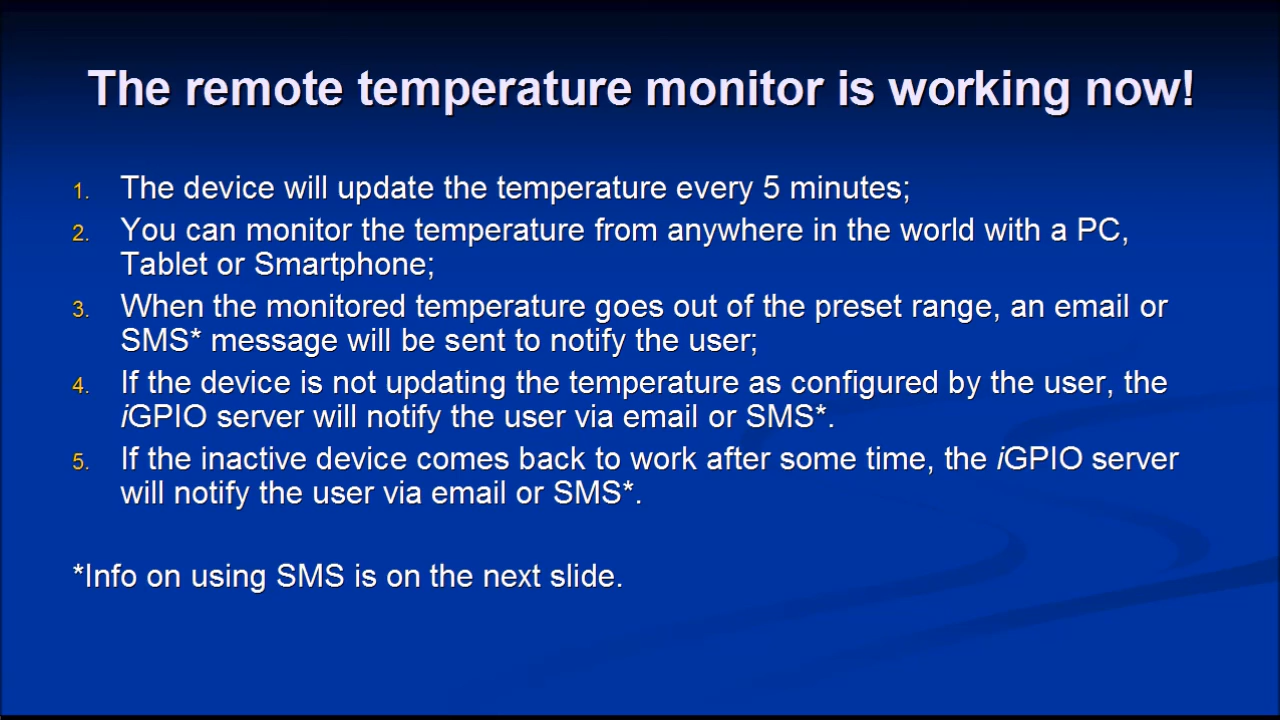 The remote temperature monitor is working now!
1. The device will update the temperature every 5 minutes;
2. You can monitor the temperature from anywhere in the world with a PC,
Tablet or Smartphone;
3. When the monitored temperature goes out of the preset range, an email or
SMS* message will be sent to notify the user;
4. If the device is not updating the temperature as configured by the user, the
iGPIO server will notify the user via email or SMS*.
5. If the inactive device comes back to work after some time, the iGPIO server
will notify the user via email or SMS*.
*Info on using SMS is on the next slide.